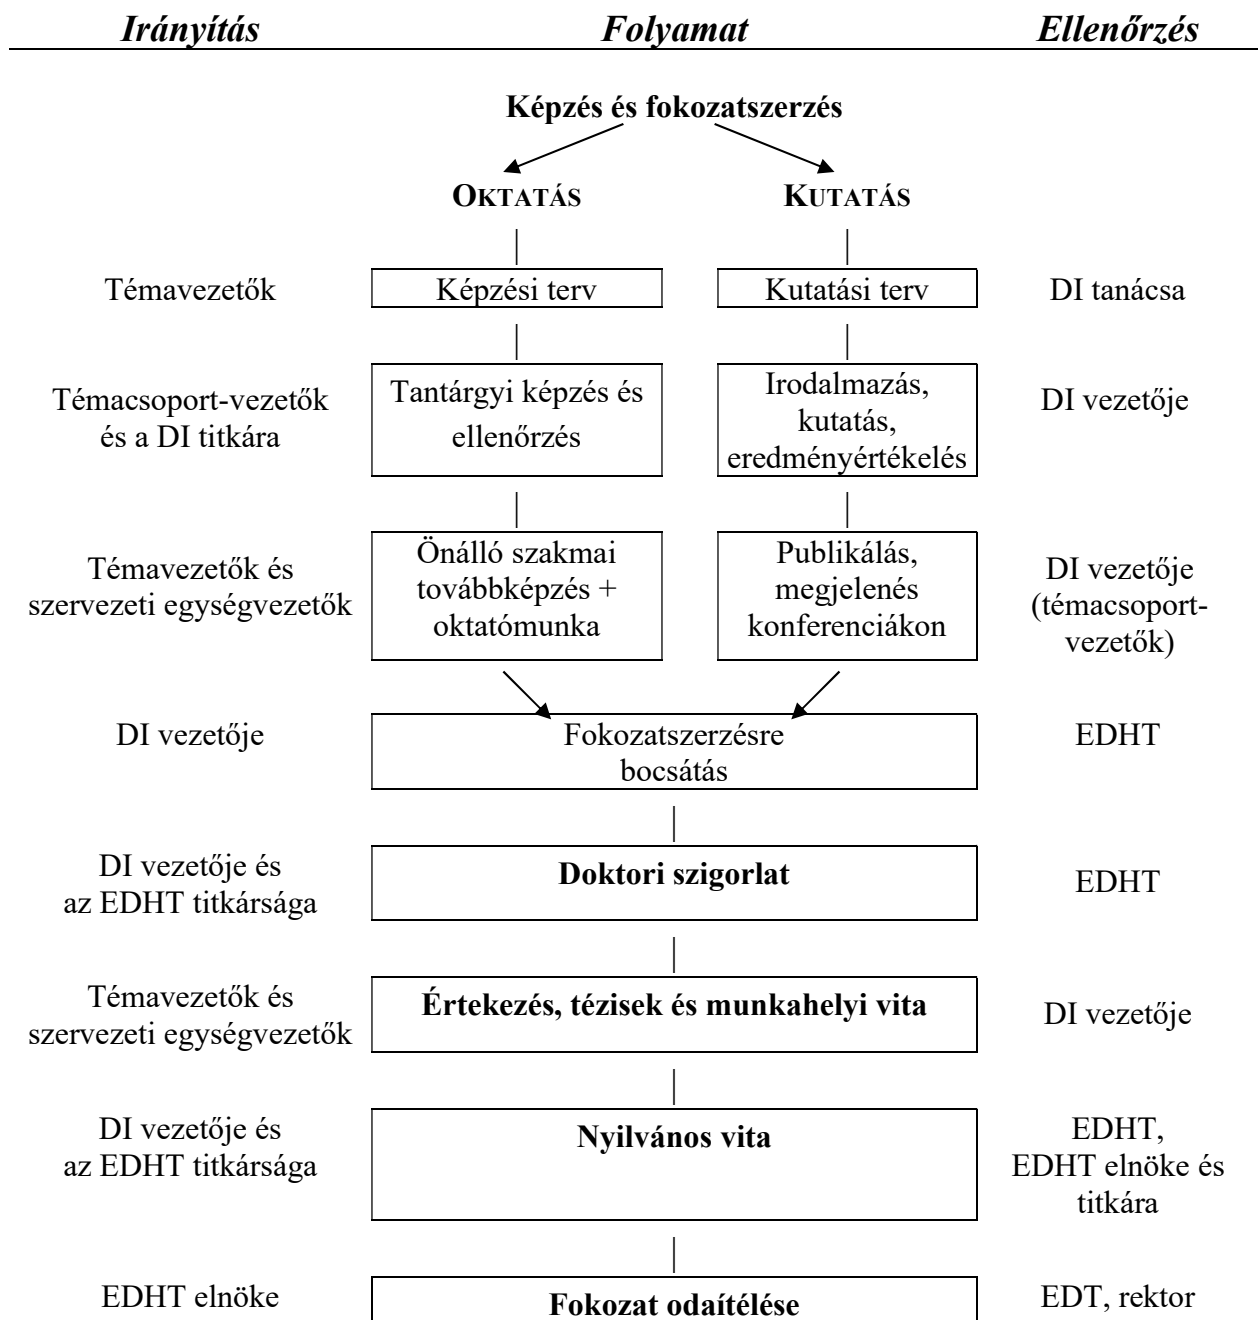 Irányítás Folyamat Ellenőrzés
Képzés és fokozatszerzés
OKTATÁS KUTATÁS
Témavezetők Képzési terv Kutatási terv DI tanácsa
Témacsoport-vezetők
és a DI titkára
Tantárgyi képzés és
ellenőrzés
Irodalmazás,
kutatás,
eredményértékelés
DI vezetője
Témavezetők és
szervezeti egységvezetők
Önálló szakmai
továbbképzés +
oktatómunka
Publikálás,
megjelenés
konferenciákon
DI vezetője
(témacsoport-
vezetők)
DI vezetője
Fokozatszerzésre
bocsátás
EDHT
DI vezetője és
az EDHT titkársága
Doktori szigorlat
EDHT
Témavezetők és
szervezeti egységvezetők
Értekezés, tézisek és munkahelyi vita
DI vezetője
DI vezetője és
az EDHT titkársága
Nyilvános vita
EDHT,
EDHT elnöke és
titkára
EDHT elnöke
Fokozat odaítélése
EDT, rektor